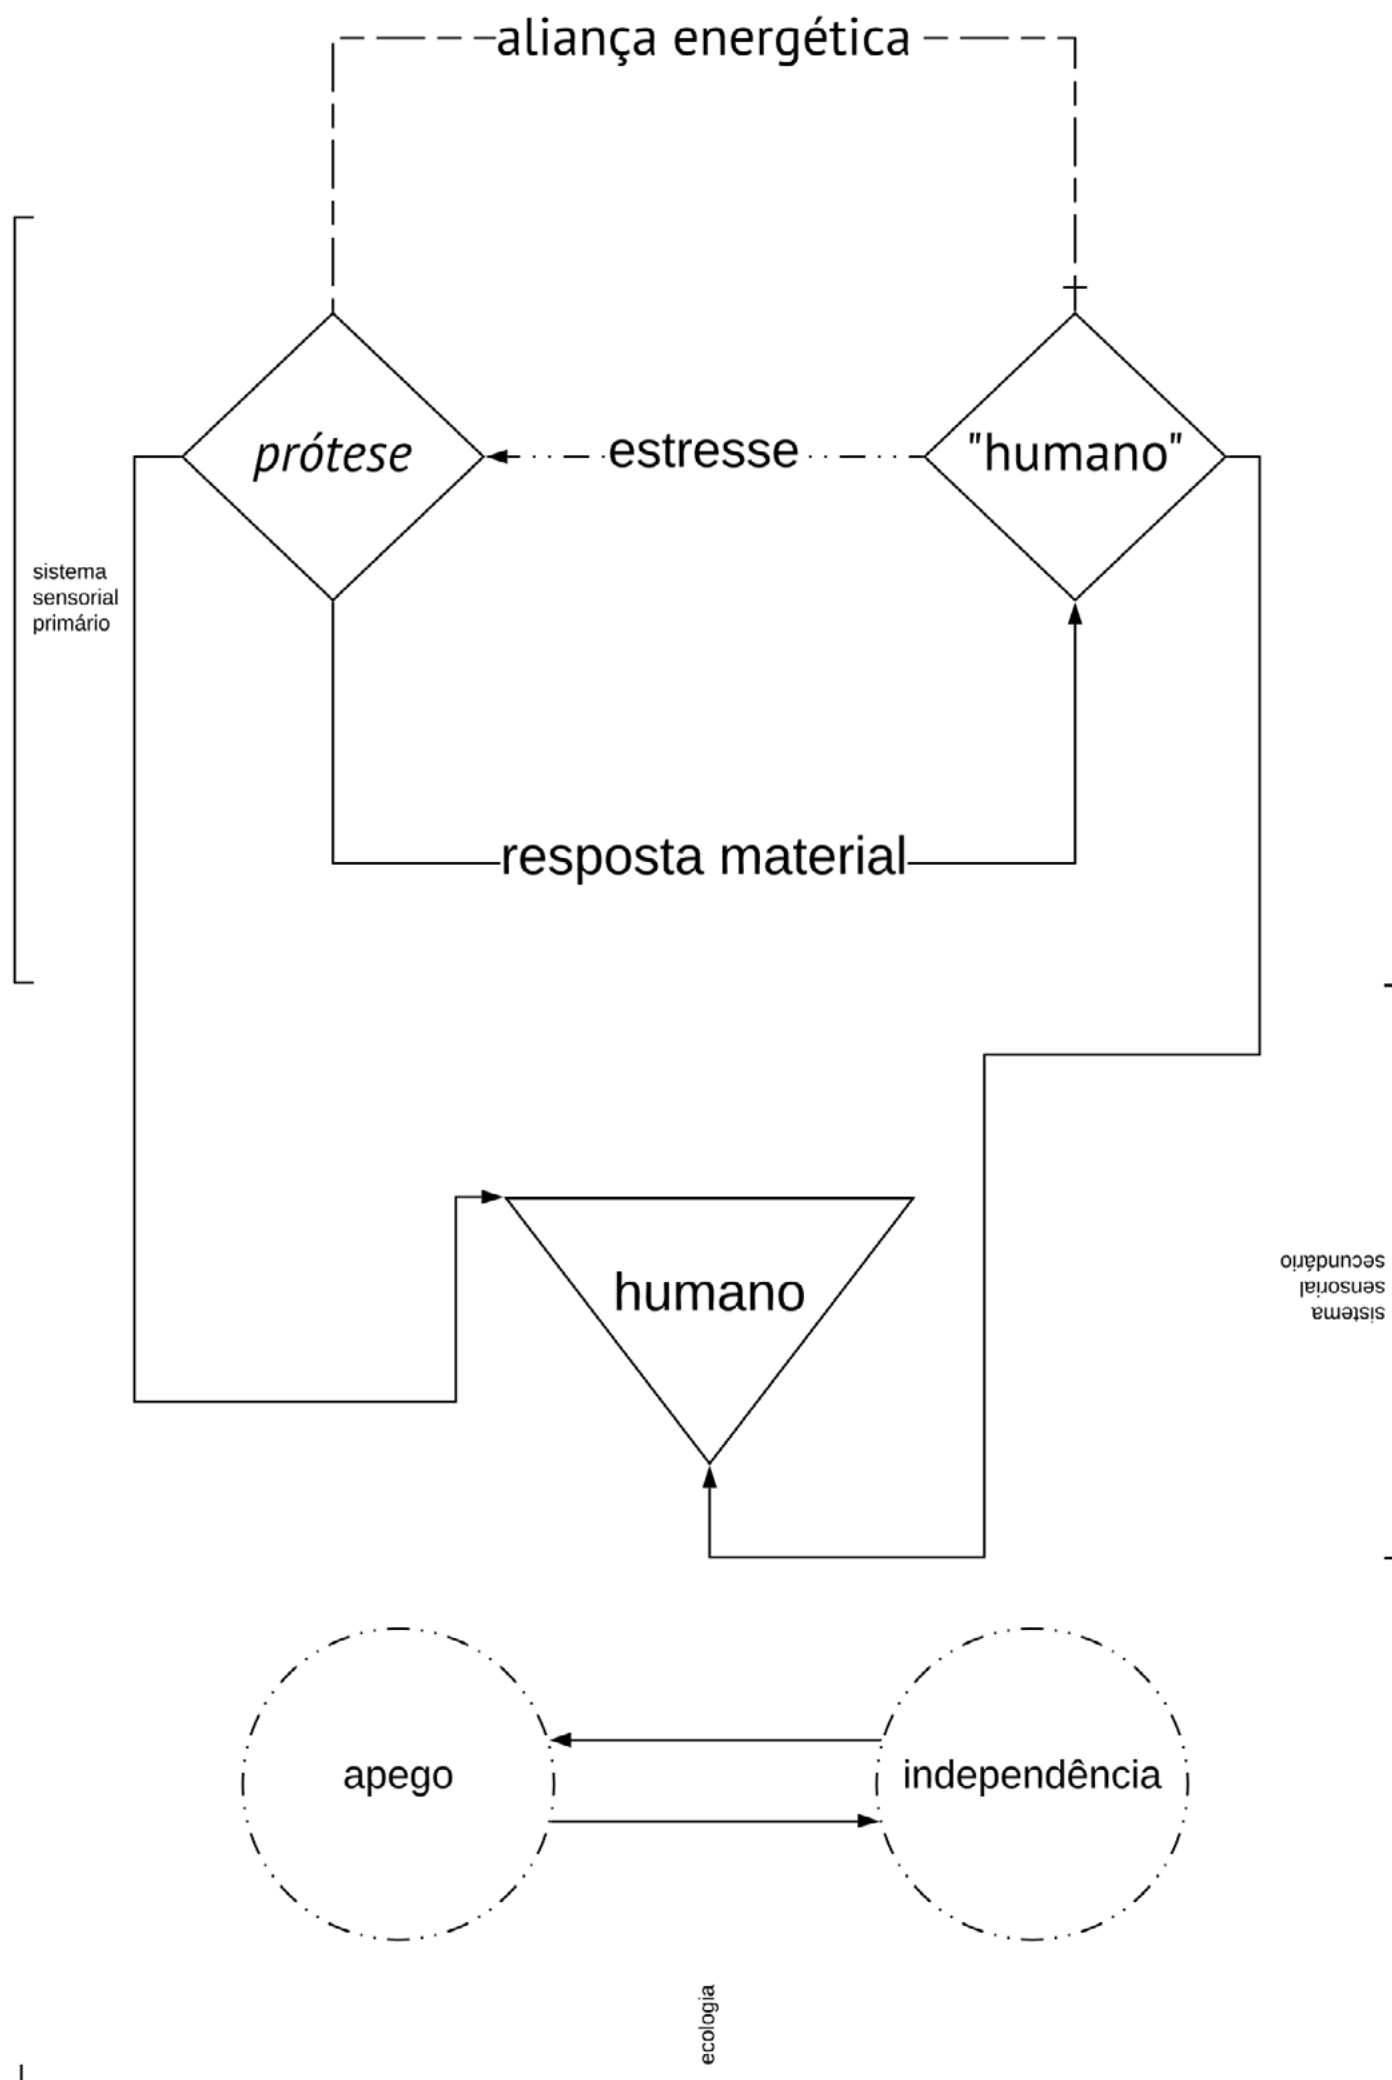 aliança energética
prótese
estresse
"humano"
sistema
sensorial
primário
resposta material
humano
sistema
sensorial
secundário
apego
independência
ecologia